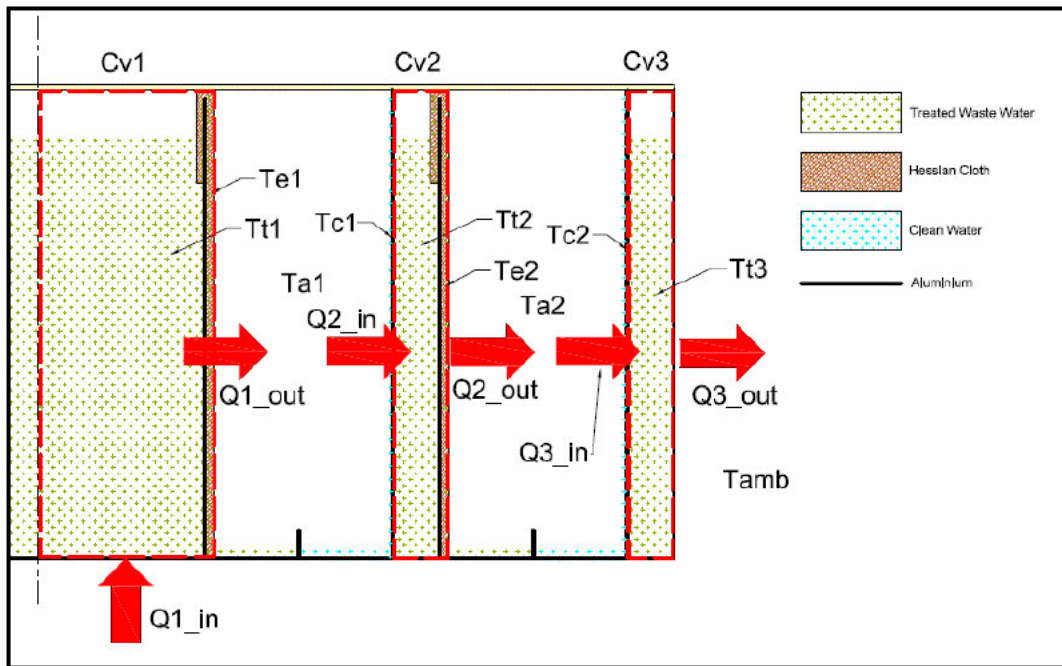 Cv1
Cv2
Cv3
Treated Waste Water
Hessian Cloth
Clean Water
Aluminium
Te1
Tt1
Tc1
Tt2
Tc2
Te2
Tt3
Ta1
Ta2
Q2_in
Q1_out
Q2_out
Q3_out
Q3_in
Tamb
Q1_in